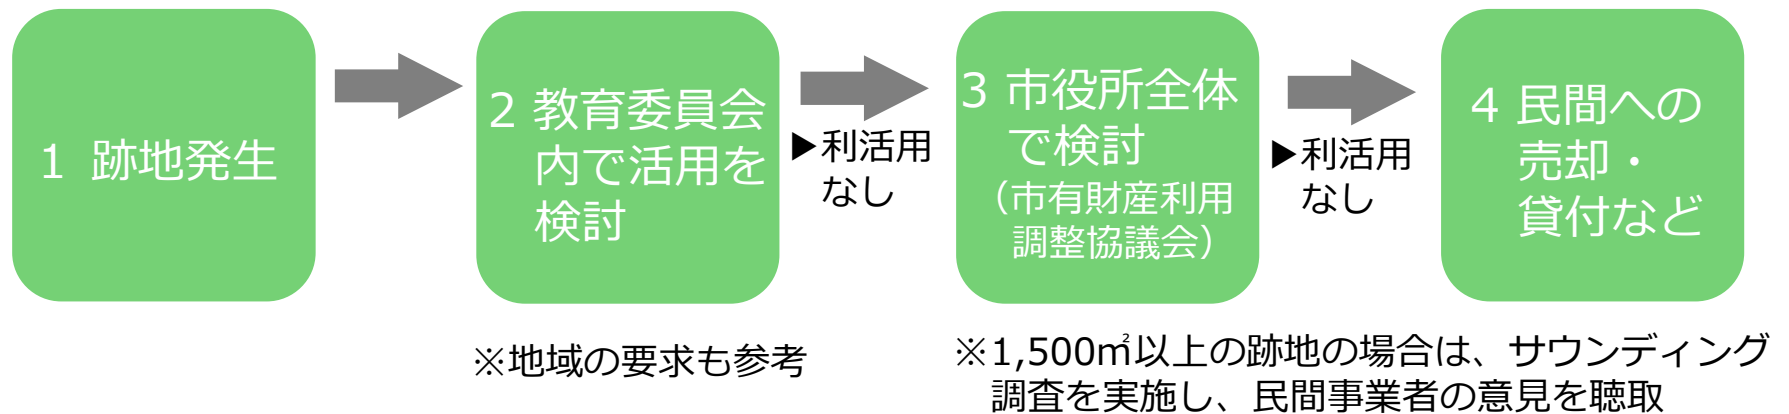 1 跡地発生
2 教育委員会
内で活用を
検討
▶利活用
なし
3 市役所全体
で検討
（市有財産利用
調整協議会）
▶利活用
なし
4 民間への
売却・
貸付など
※地域の要求も参考
※1,500㎡以上の跡地の場合は、サウンディング
調査を実施し、民間事業者の意見を聴取